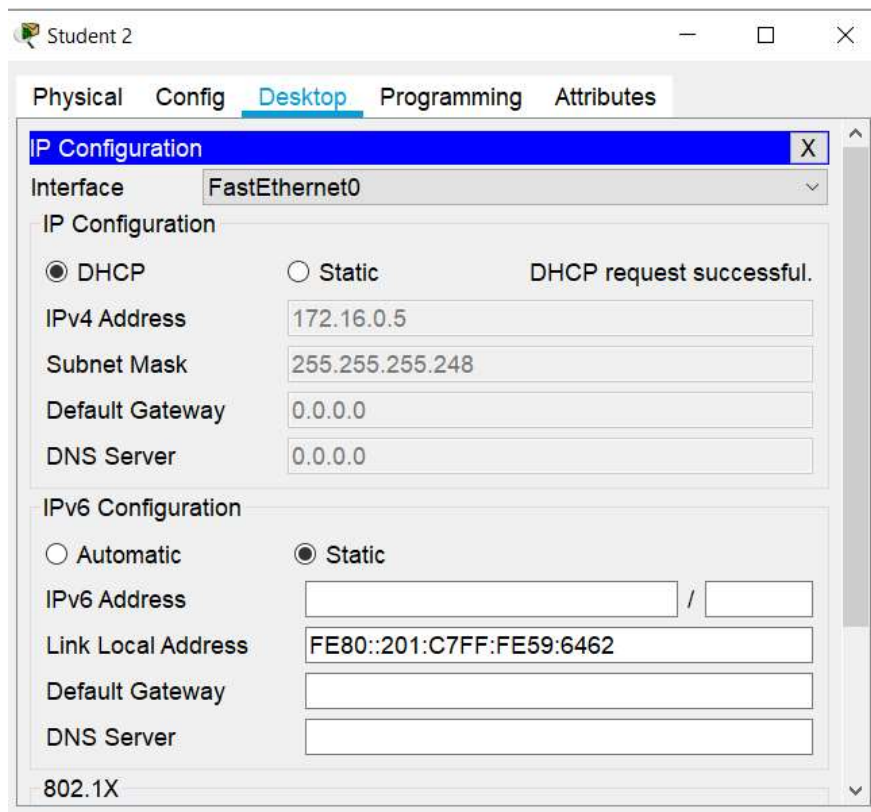 Student 2
Physical Config Desktop Programming Attributes
IP Configuration X
Interface FastEthernet0
IP Configuration
DHCP Static DHCP request successful.
IPv4 Address 172.16.0.5
Subnet Mask 255.255.255.248
Default Gateway 0.0.0.0
DNS Server 0.0.0.0
IPv6 Configuration
Automatic Static
IPv6 Address /
Link Local Address FE80::201:C7FF:FE59:6462
Default Gateway
DNS Server
802.1X